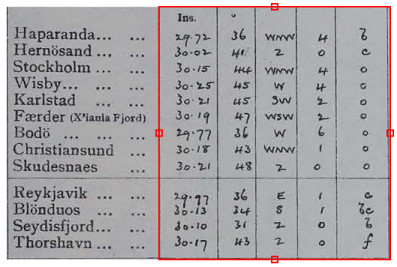 Ins. °
Haparanda... ... 29.72 36 WNW 4 b
Hernösand ... ... 30.02 41 Z 0 c
Stockholm ... ... 30.15 44 WNW 4 0
Wisby... ... ... 30.25 45 W 4 0
Karlstad ... ... 30.21 45 SW 2 0
Færder (X'iania Fjord) 30.19 47 WSW 2 0
Bodö ... ... ... 29.77 36 W 6 0
Christiansund ... 30.18 43 WNW 1 0
Skudesnaes ... 30.21 48 Z 0 0
Reykjavik ... ... 29.97 36 E 1 c
Blönduos ... ... 30.13 34 S 1 bc
Seydisfjord... ... 30.10 31 Z 0 b
Thorshavn ... ... 30.17 43 Z 0 f